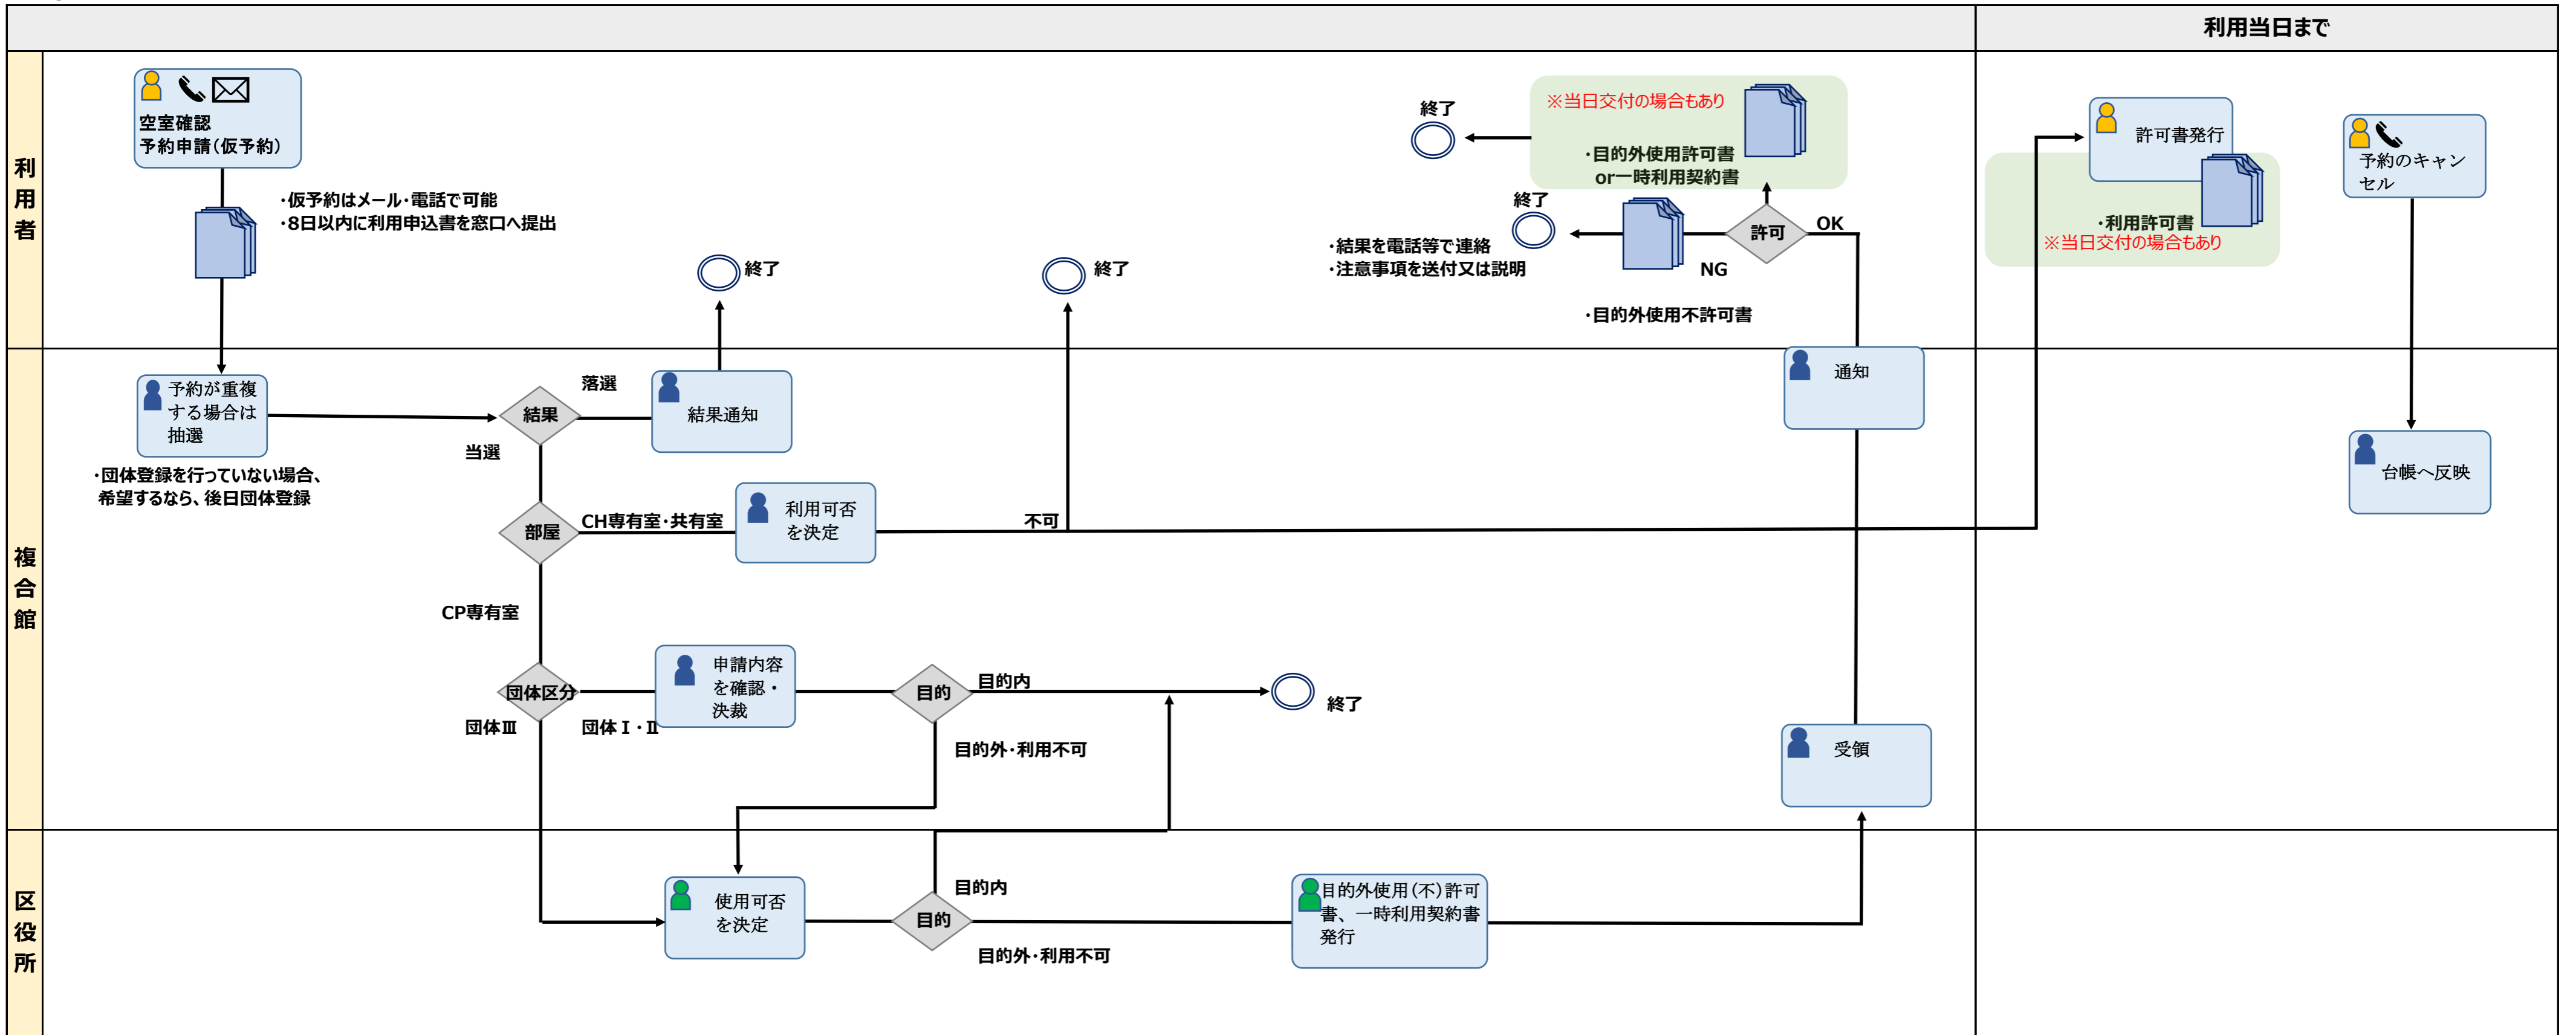 利用当日まで
利用者
空室確認
予約申請(仮予約)
・仮予約はメール・電話で可能
・8日以内に利用申込書を窓口へ提出
終了
終了
終了
※当日交付の場合もあり
・目的外使用許可書
or一時利用契約書
終了
・結果を電話等で連絡
・注意事項を送付又は説明
許可
OK
NG
・目的外使用不許可書
許可書発行
・利用許可書
※当日交付の場合もあり
予約のキャン
セル
複合館
予約が重複
する場合は
抽選
・団体登録を行っていない場合、
希望するなら、後日団体登録
結果
落選
当選
結果通知
部屋
CH専有室・共有室
利用可否
を決定
不可
CP専有室
団体区分
団体Ⅲ
団体Ⅰ・Ⅱ
申請内容
を確認・
決裁
目的
目的内
終了
目的外・利用不可
通知
受領
台帳へ反映
区役所
使用可否
を決定
目的
目的内
目的外・利用不可
目的外使用(不)許可
書、一時利用契約書
発行